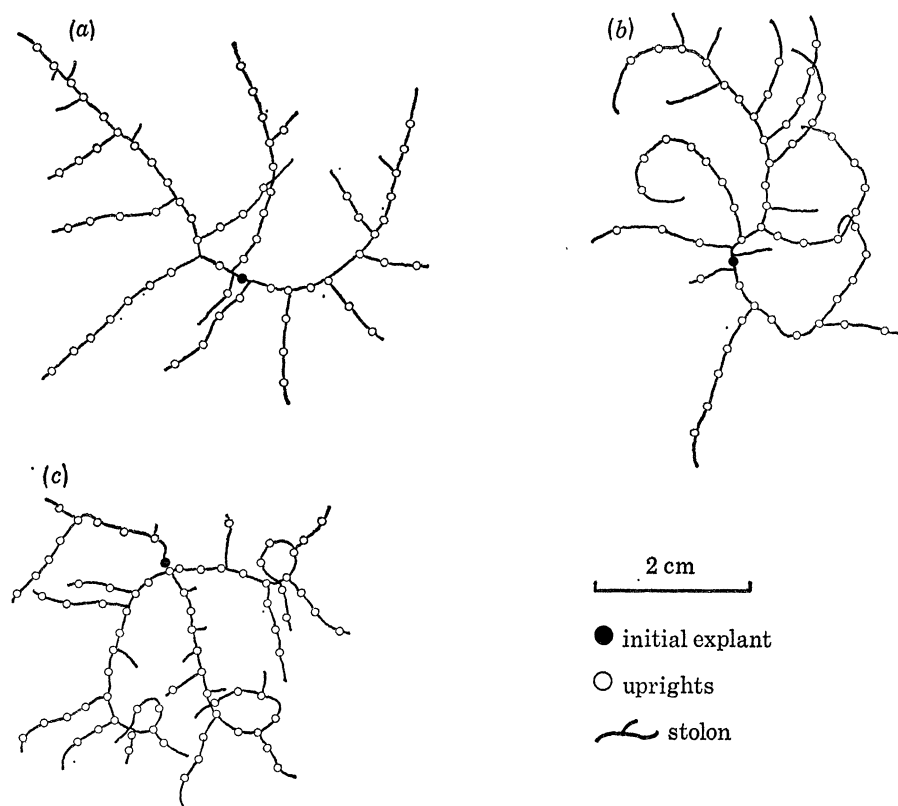 (a)
(b)
(c)
2 cm
initial explant
uprights
stolon